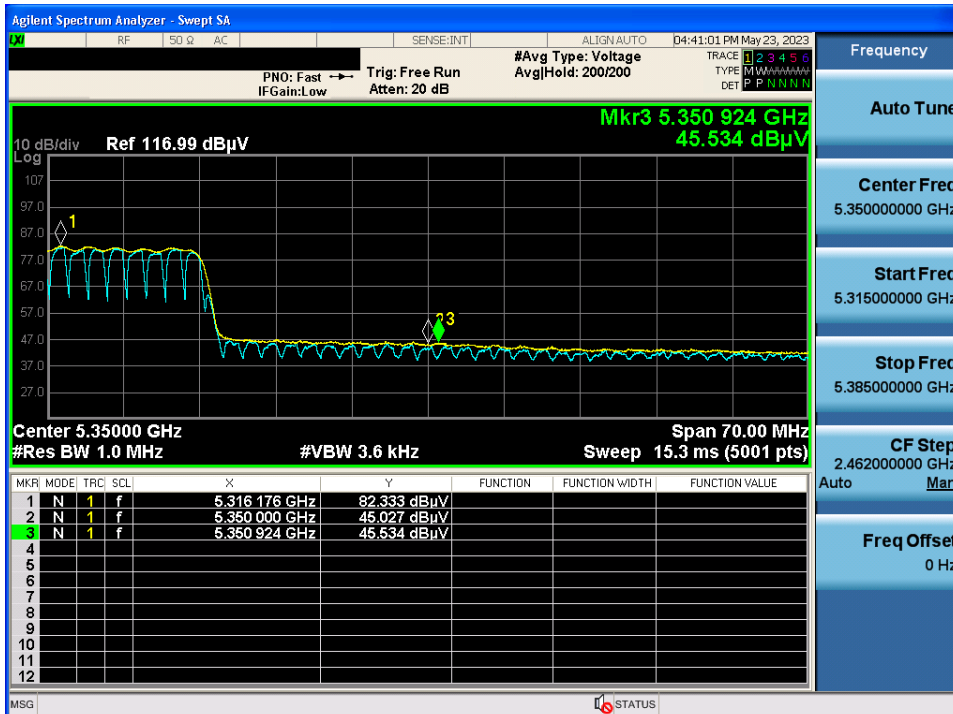 Agilent Spectrum Analyzer - Swept SA
LXI RF 50 Ω AC SENSE:INT ALIGN AUTO 04:41:01 PM May 23, 2023
#Avg Type: Voltage TRACE 1 2 3 4 5 6
PNO: Fast Trig: Free Run Avg|Hold: 200/200 TYPE M W W W W W
IFGain:Low Atten: 20 dB DET P P N N N N
Mkr3 5.350 924 GHz
45.534 dBµV
10 dB/div Ref 116.99 dBµV
Log
107
97.0
87.0
77.0
67.0
57.0
47.0
37.0
27.0
1
3
Center 5.35000 GHz Span 70.00 MHz
#Res BW 1.0 MHz #VBW 3.6 kHz Sweep 15.3 ms (5001 pts)
MKR MODE TRC SCL X Y FUNCTION FUNCTION WIDTH FUNCTION VALUE
1 N 1 f 5.316 176 GHz 82.333 dBµV
2 N 1 f 5.350 000 GHz 45.027 dBµV
3 N 1 f 5.350 924 GHz 45.534 dBµV
4
5
6
7
8
9
10
11
12
MSG STATUS
Frequency
Auto Tune
Center Freq
5.350000000 GHz
Start Freq
5.315000000 GHz
Stop Freq
5.385000000 GHz
CF Step
2.462000000 GHz
Auto Man
Freq Offset
0 Hz